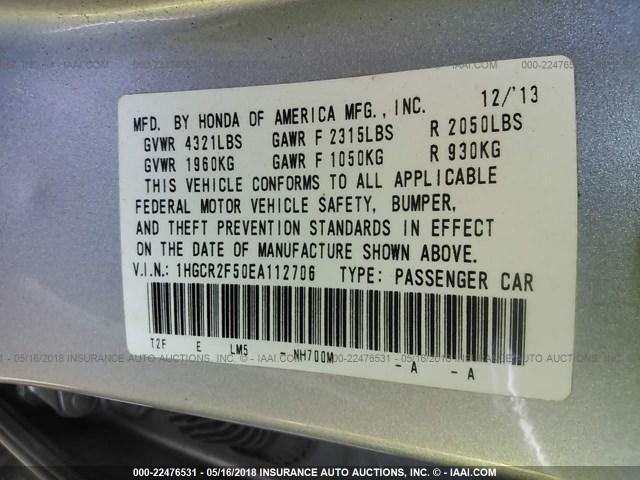 MFD. BY HONDA OF AMERICA MFG., INC. 12/'13
GVWR 4321LBS GAWR F 2315LBS R 2050LBS
GVWR 1960KG GAWR F 1050KG R 930KG
THIS VEHICLE CONFORMS TO ALL APPLICABLE
FEDERAL MOTOR VEHICLE SAFETY, BUMPER,
AND THEFT PREVENTION STANDARDS IN EFFECT
ON THE DATE OF MANUFACTURE SHOWN ABOVE.
V.I.N.: 1HGCR2F50EA112706 TYPE: PASSENGER CAR
T2F E LM5 NH700M - A - A
000-22476531 - 05/16/2018 INSURANCE AUTO AUCTIONS, INC. © - IAAI.COM